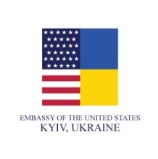 EMBASSY OF THE UNITED STATES
KYIV, UKRAINE